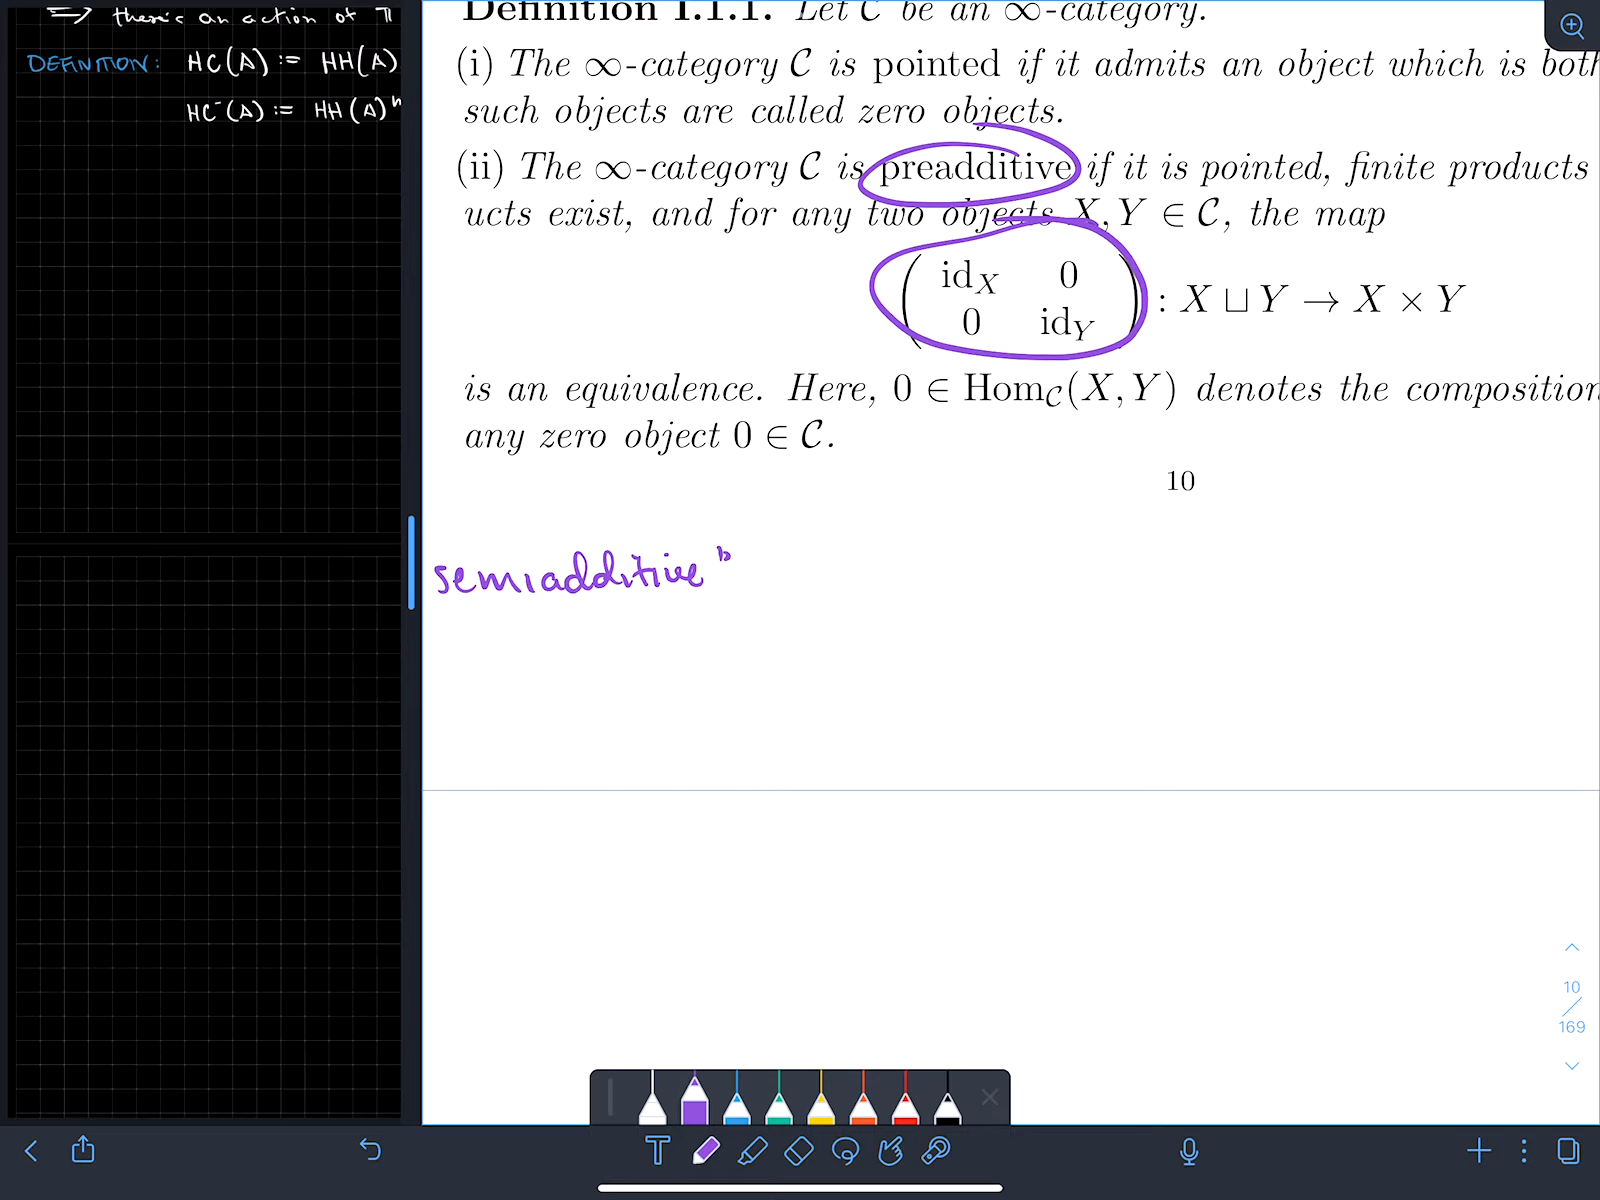 ⇒ there's an action of 𝕋
DEFINITION: HC(A) := HH(A)
HC⁻(A) := HH(A)ʰ
Definition 1.1.1. Let 𝒞 be an ∞-category.
(i) The ∞-category 𝒞 is pointed if it admits an object which is both
such objects are called zero objects.
(ii) The ∞-category 𝒞 is preadditive if it is pointed, finite products
ucts exist, and for any two objects X, Y ∈ 𝒞, the map
( id_X 0
0 id_Y ) : X ⊔ Y → X × Y
is an equivalence. Here, 0 ∈ Hom_𝒞(X, Y) denotes the composition
any zero object 0 ∈ 𝒞.
10
semiadditive "
10
/
169